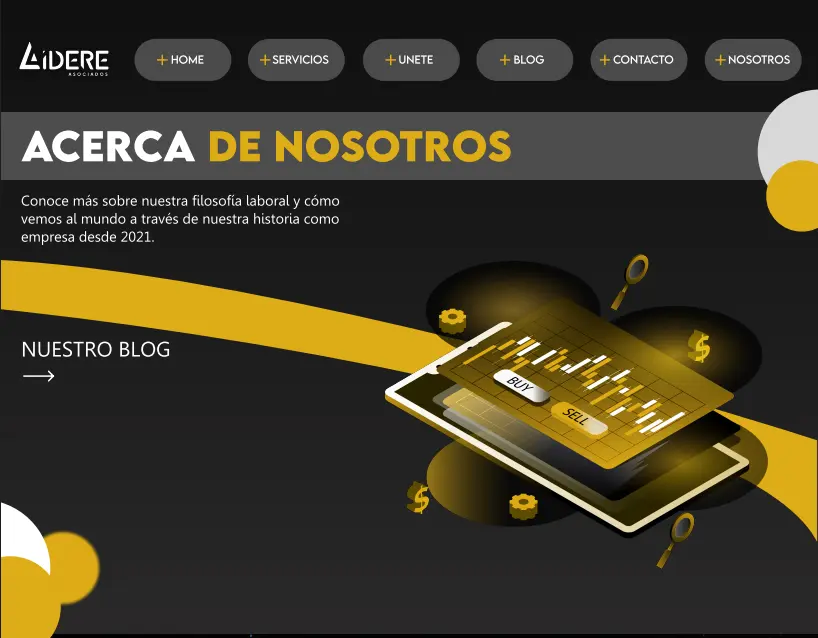 LIDERE
ASOCIADOS
+ HOME
+ SERVICIOS
+ UNETE
+ BLOG
+ CONTACTO
+ NOSOTROS
ACERCA DE NOSOTROS
Conoce más sobre nuestra filosofía laboral y cómo
vemos al mundo a través de nuestra historia como
empresa desde 2021.
NUESTRO BLOG
$
BUY
SELL
$